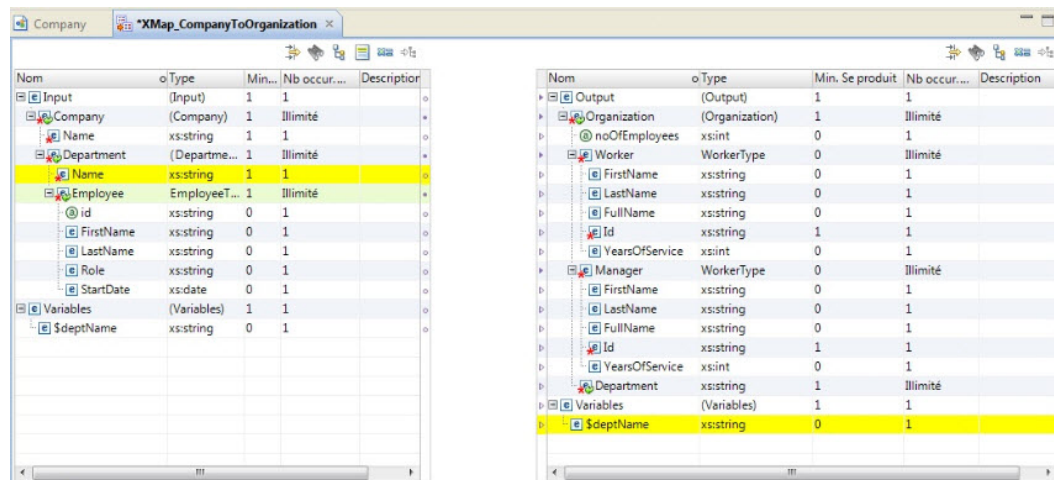 Company
*XMap_CompanyToOrganization
Nom Type Min... Nb occur.... Description
Input (Input) 1 1
Company (Company) 1 Illimité
Name xs:string 1 1
Department (Departme... 1 Illimité
Name xs:string 1 1
Employee EmployeeT... 1 Illimité
id xs:string 0 1
FirstName xs:string 0 1
LastName xs:string 0 1
Role xs:string 0 1
StartDate xs:date 0 1
Variables (Variables) 1 1
$deptName xs:string 0 1
Nom Type Min. Se produit Nb occur.... Description
Output (Output) 1 1
Organization (Organization) 1 Illimité
noOfEmployees xs:int 0 1
Worker WorkerType 0 Illimité
FirstName xs:string 0 1
LastName xs:string 0 1
FullName xs:string 0 1
Id xs:string 1 1
YearsOfService xs:int 0 1
Manager WorkerType 0 Illimité
FirstName xs:string 0 1
LastName xs:string 0 1
FullName xs:string 0 1
Id xs:string 1 1
YearsOfService xs:int 0 1
Department xs:string 1 Illimité
Variables (Variables) 1 1
$deptName xs:string 0 1